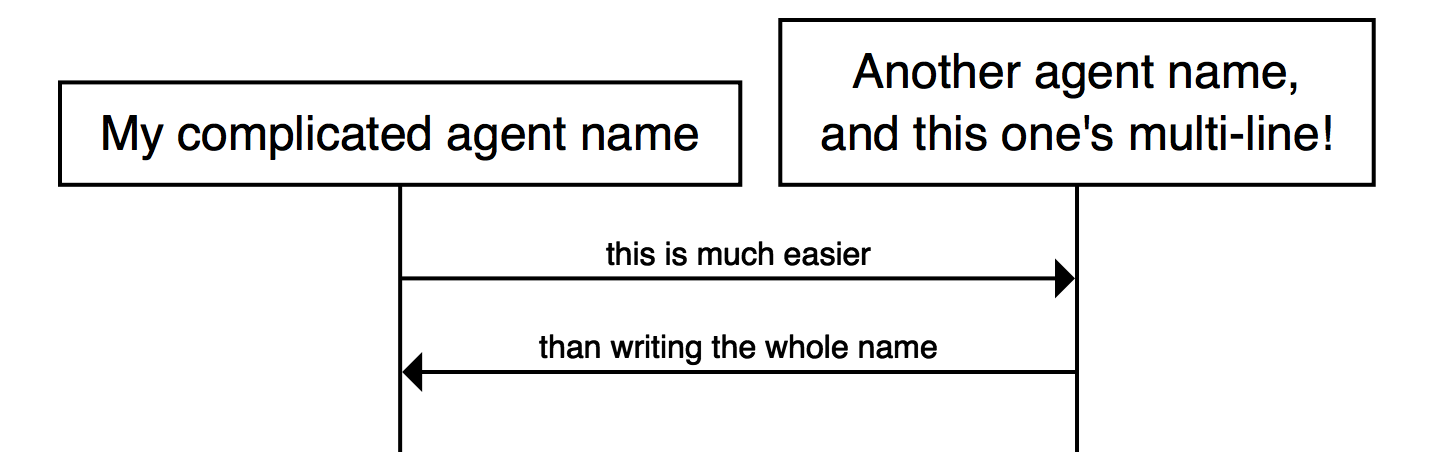 My complicated agent name
Another agent name,
and this one's multi-line!
this is much easier
than writing the whole name